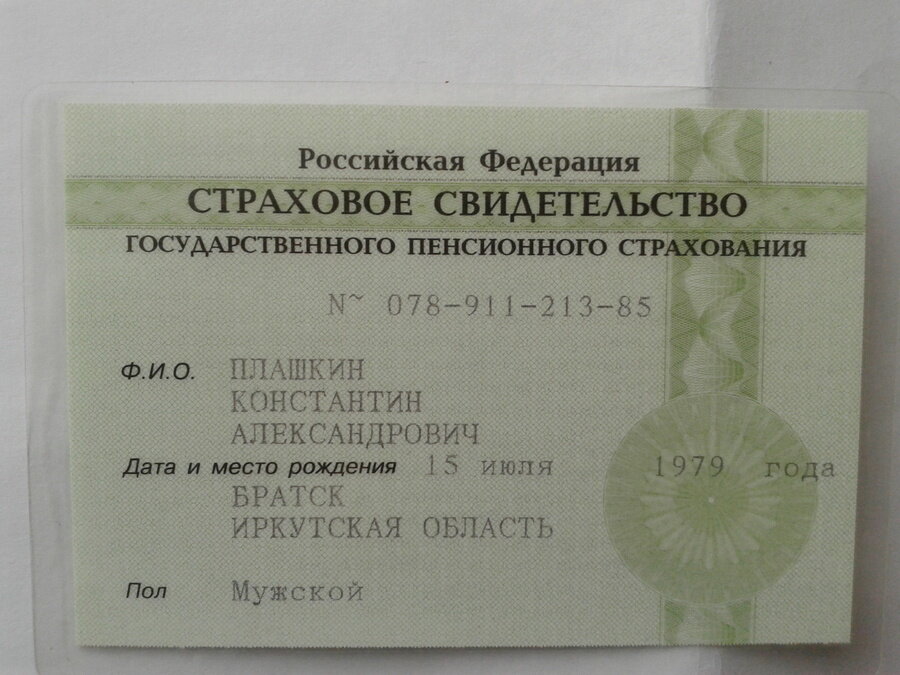 Российская Федерация
СТРАХОВОЕ СВИДЕТЕЛЬСТВО
ГОСУДАРСТВЕННОГО ПЕНСИОННОГО СТРАХОВАНИЯ
N~ 078-911-213-85
Ф.И.О. ПЛАШКИН
КОНСТАНТИН
АЛЕКСАНДРОВИЧ
Дата и место рождения 15 июля 1979 года
БРАТСК
ИРКУТСКАЯ ОБЛАСТЬ
Пол Мужской